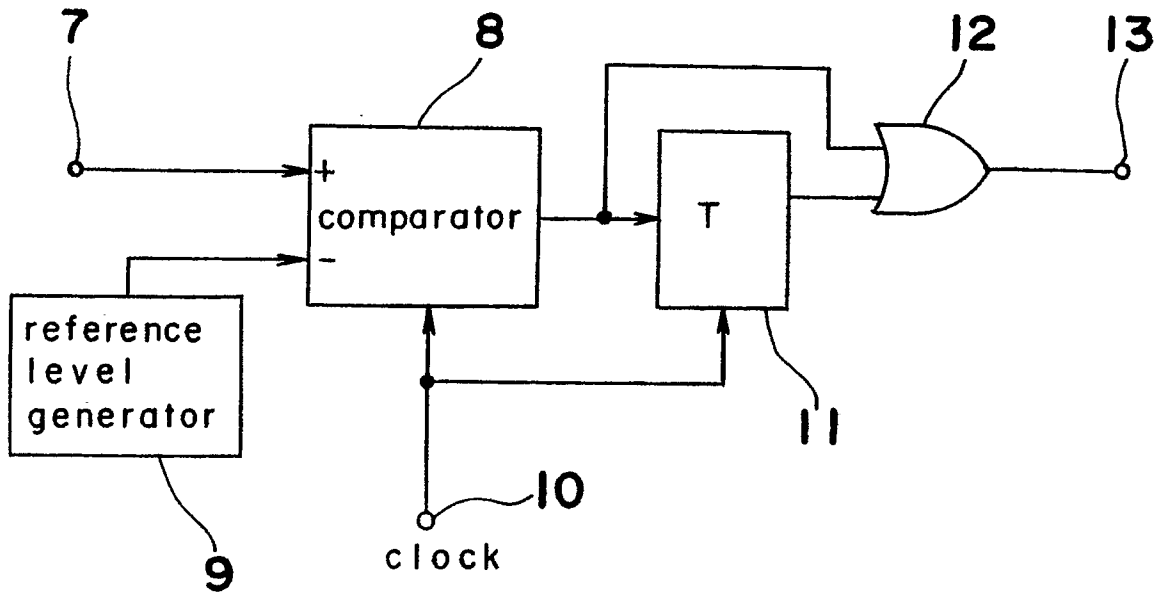 7
8
12
13
+
comparator
T
-
reference
level
generator
11
10
clock
9